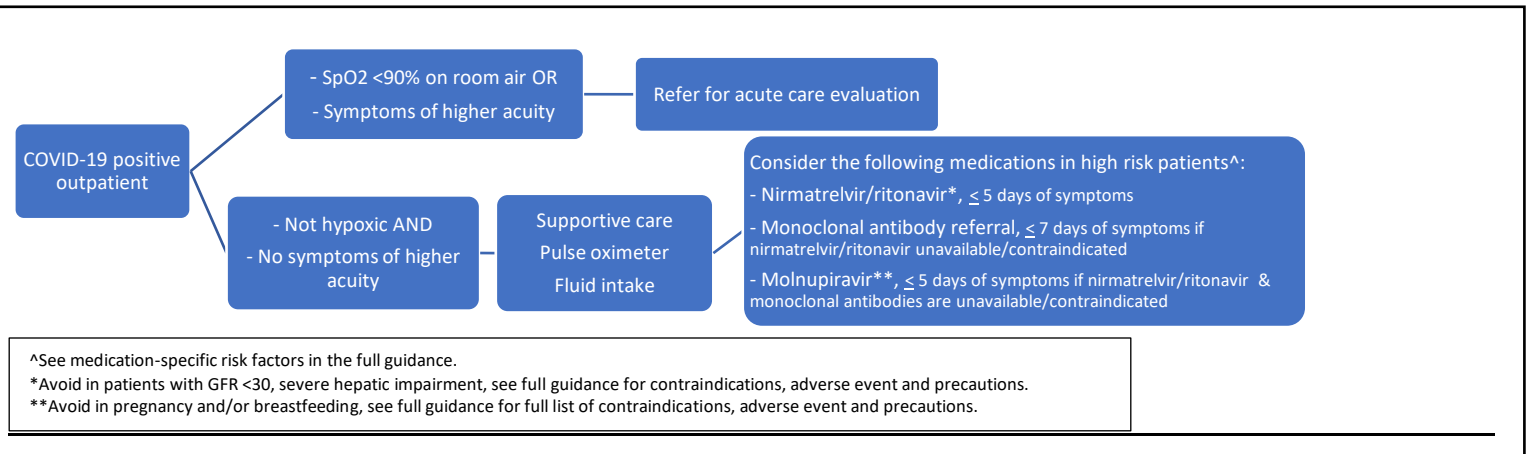 - SpO2 <90% on room air OR
- Symptoms of higher acuity
Refer for acute care evaluation
COVID-19 positive
outpatient
- Not hypoxic AND
- No symptoms of higher
acuity
Supportive care
Pulse oximeter
Fluid intake
Consider the following medications in high risk patients^:
- Nirmatrelvir/ritonavir*, < 5 days of symptoms
- Monoclonal antibody referral, < 7 days of symptoms if
nirmatrelvir/ritonavir unavailable/contraindicated
- Molnupiravir**, < 5 days of symptoms if nirmatrelvir/ritonavir &
monoclonal antibodies are unavailable/contraindicated
^See medication-specific risk factors in the full guidance.
*Avoid in patients with GFR <30, severe hepatic impairment, see full guidance for contraindications, adverse event and precautions.
**Avoid in pregnancy and/or breastfeeding, see full guidance for full list of contraindications, adverse event and precautions.